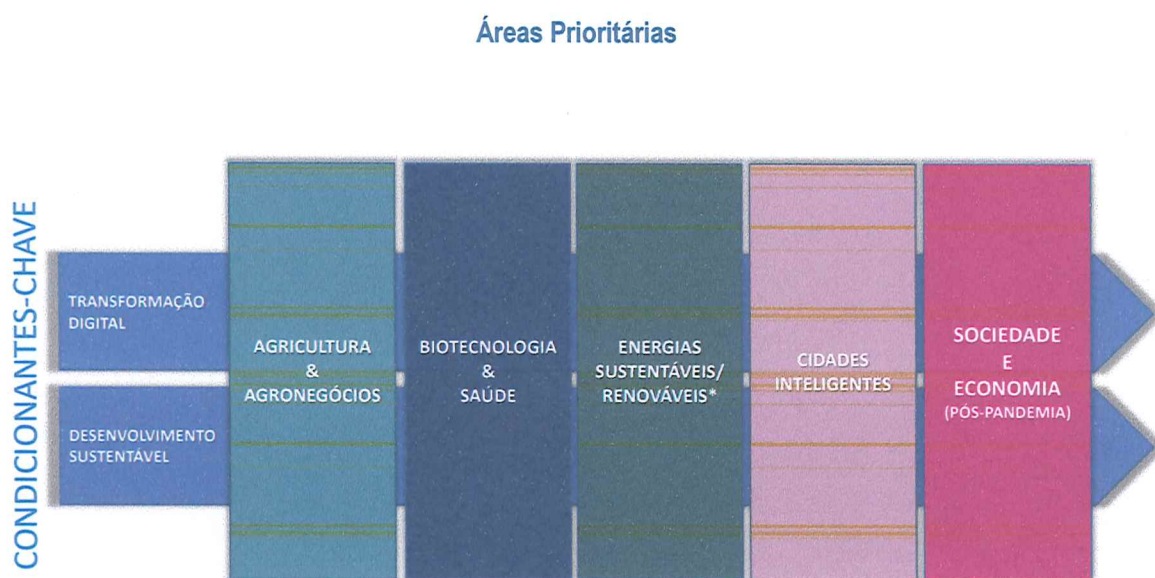 Áreas Prioritárias
CONDICIONANTES-CHAVE
TRANSFORMAÇÃO
DIGITAL
DESENVOLVIMENTO
SUSTENTÁVEL
AGRICULTURA
&
AGRONEGÓCIOS
BIOTECNOLOGIA
&
SAÚDE
ENERGIAS
SUSTENTÁVEIS/
RENOVÁVEIS*
CIDADES
INTELIGENTES
SOCIEDADE
E
ECONOMIA
(PÓS-PANDEMIA)